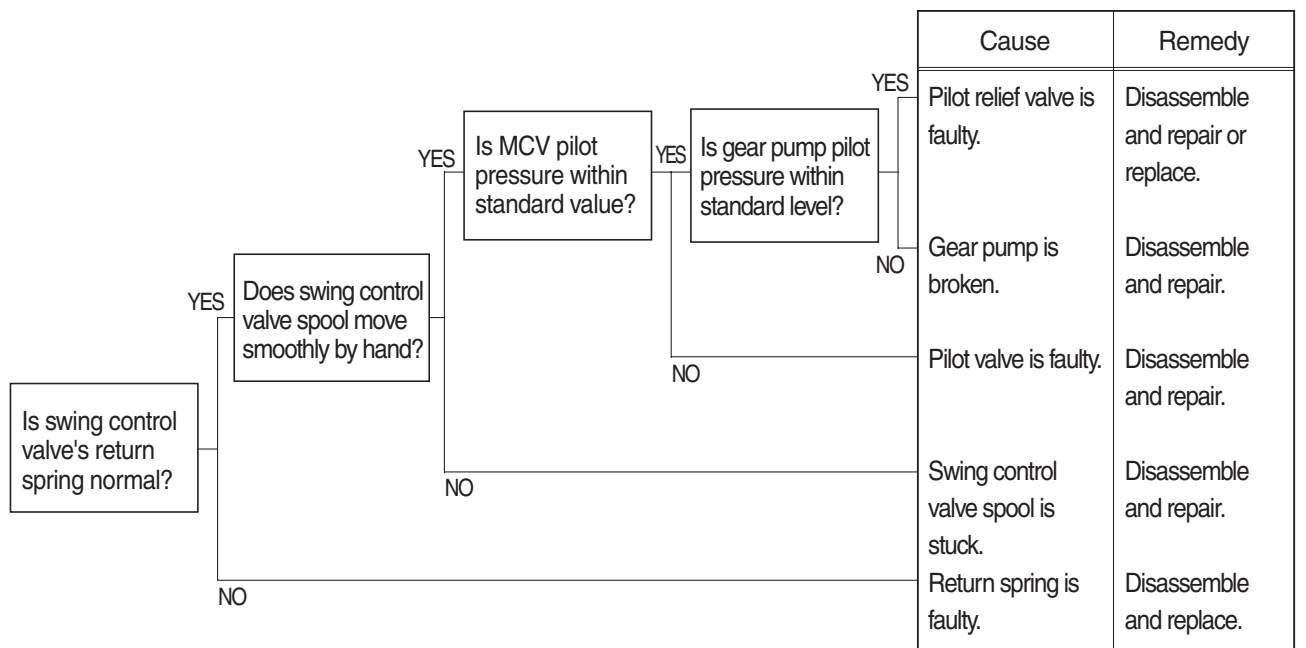 Cause
Remedy
YES
Pilot relief valve is
faulty.
Disassemble
and repair or
replace.
YES
Is MCV pilot
pressure within
standard value?
YES
Is gear pump pilot
pressure within
standard level?
NO
Gear pump is
broken.
Disassemble
and repair.
YES
Does swing control
valve spool move
smoothly by hand?
NO
Pilot valve is faulty.
Disassemble
and repair.
Is swing control
valve's return
spring normal?
NO
Swing control
valve spool is
stuck.
Disassemble
and repair.
NO
Return spring is
faulty.
Disassemble
and replace.